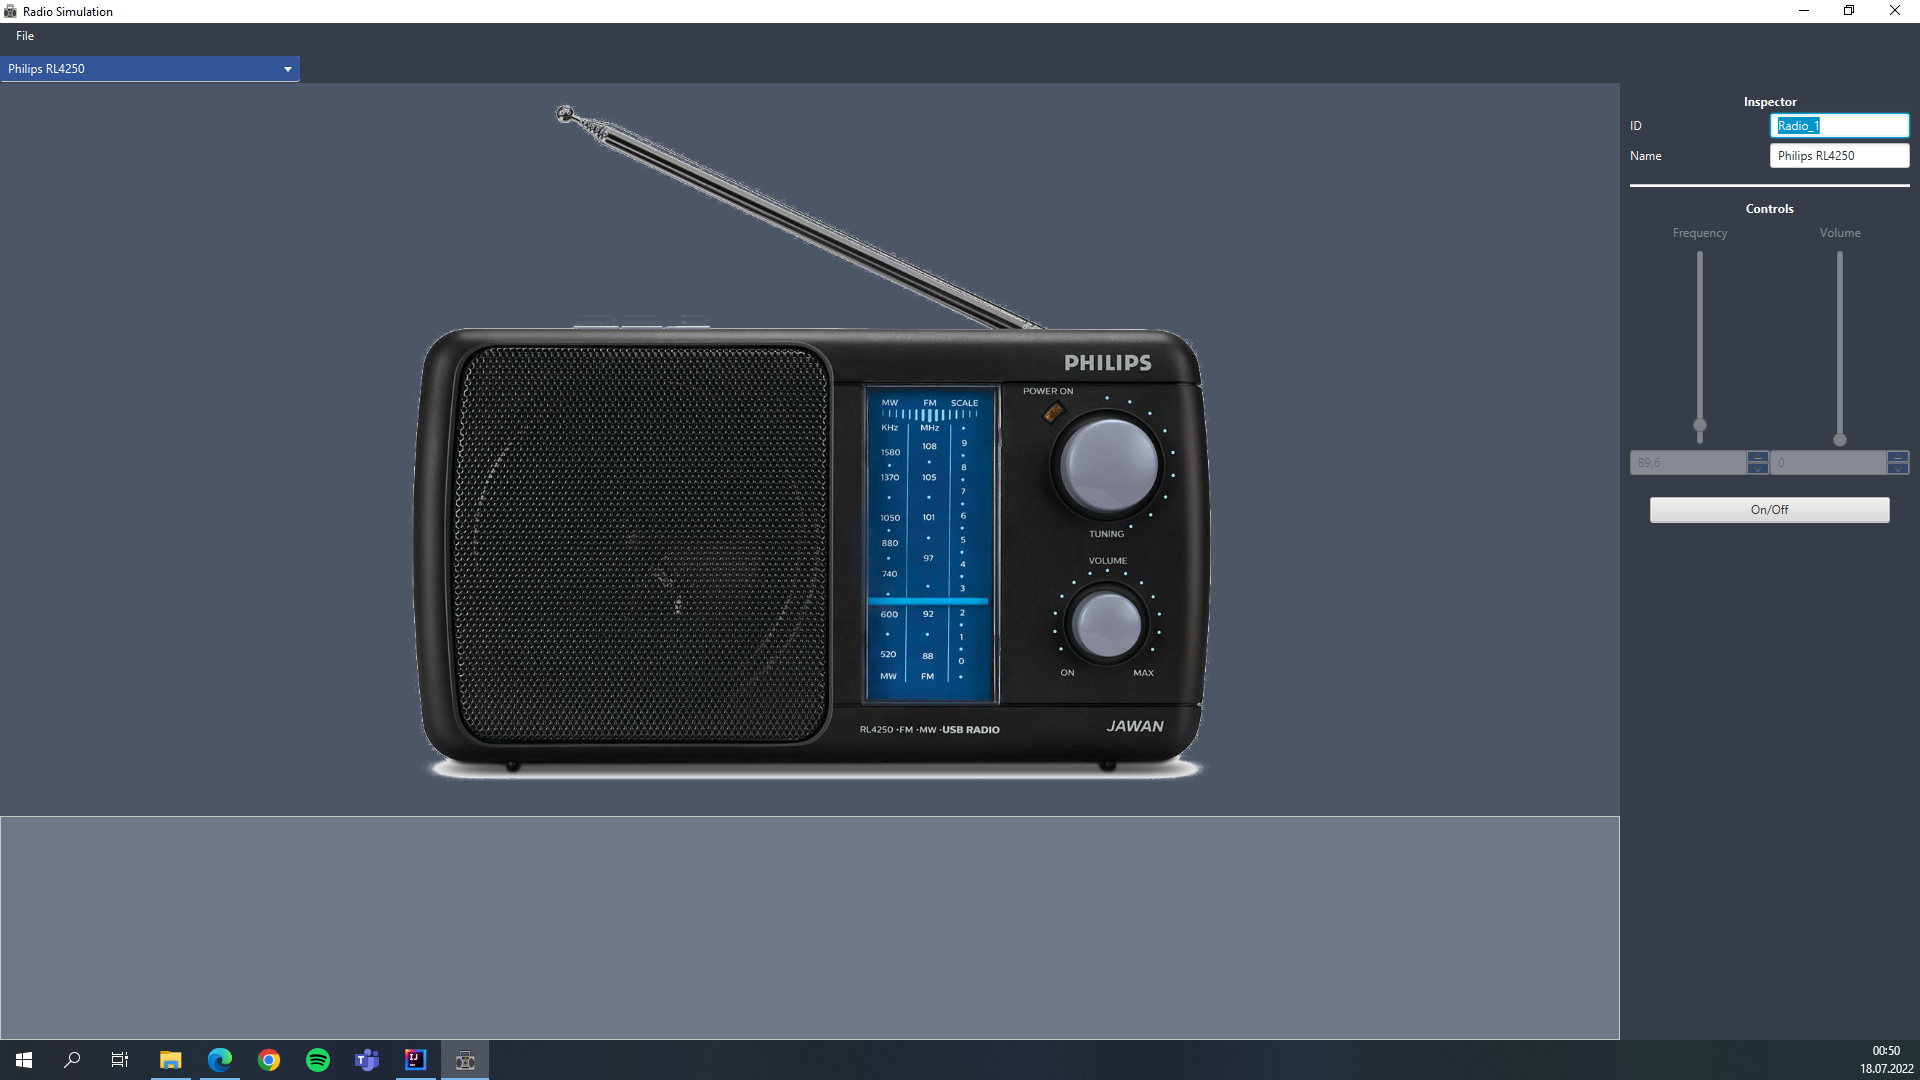 Radio Simulation
File
Philips RL4250
Inspector
ID
Radio_1
Name
Philips RL4250
Controls
Frequency
Volume
89,6
0
On/Off
PHILIPS
POWER ON
MW FM SCALE
KHz MHz
108
9
1580
8
1370 105
7
1050 101 6
880
5
97
4
740
3
600 92 2
1
520 88
0
MW FM
TUNING
VOLUME
ON MAX
RL4250 •FM •MW •USB RADIO
JAWAN
IJ
00:50
18.07.2022